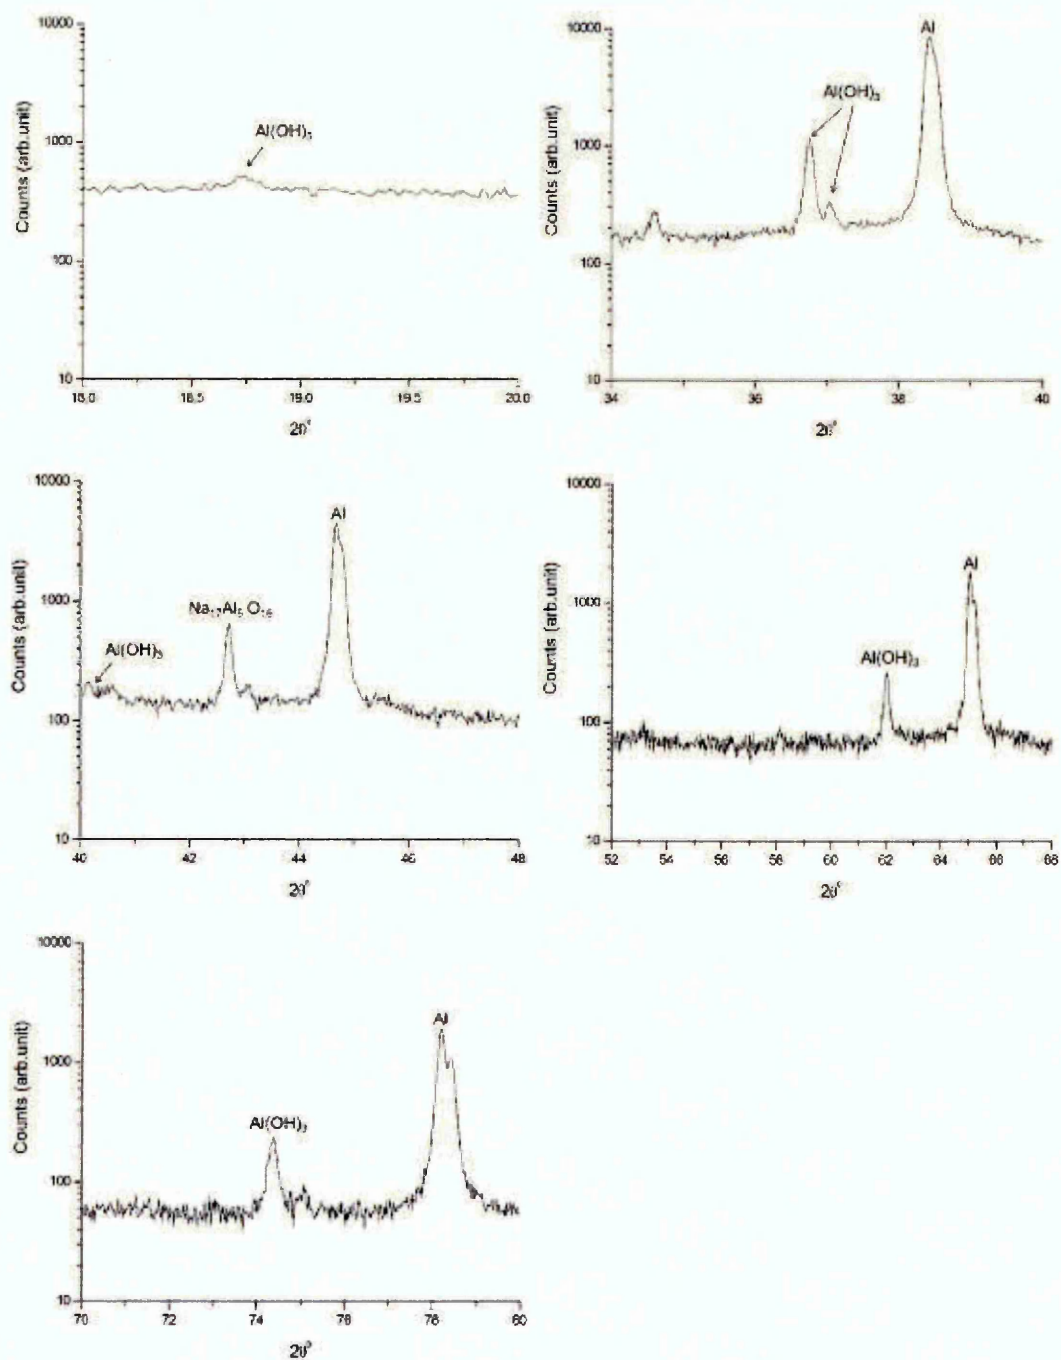 10000
1000
100
10
Counts (arb.unit)
Al(OH)3
18.0 18.5 19.0 19.5 20.0
2θ°
10000
1000
100
10
Counts (arb.unit)
Al
Al(OH)3
34 36 38 40
2θ°
10000
1000
100
10
Counts (arb.unit)
Al(OH)3
Al
40 42 44 46 48
2θ°
10000
1000
100
10
Counts (arb.unit)
Al(OH)3
Al
52 54 56 58 60 62 64 66 68
2θ°
10000
1000
100
10
Counts (arb.unit)
Al(OH)3
Al
70 72 74 76 78 80
2θ°